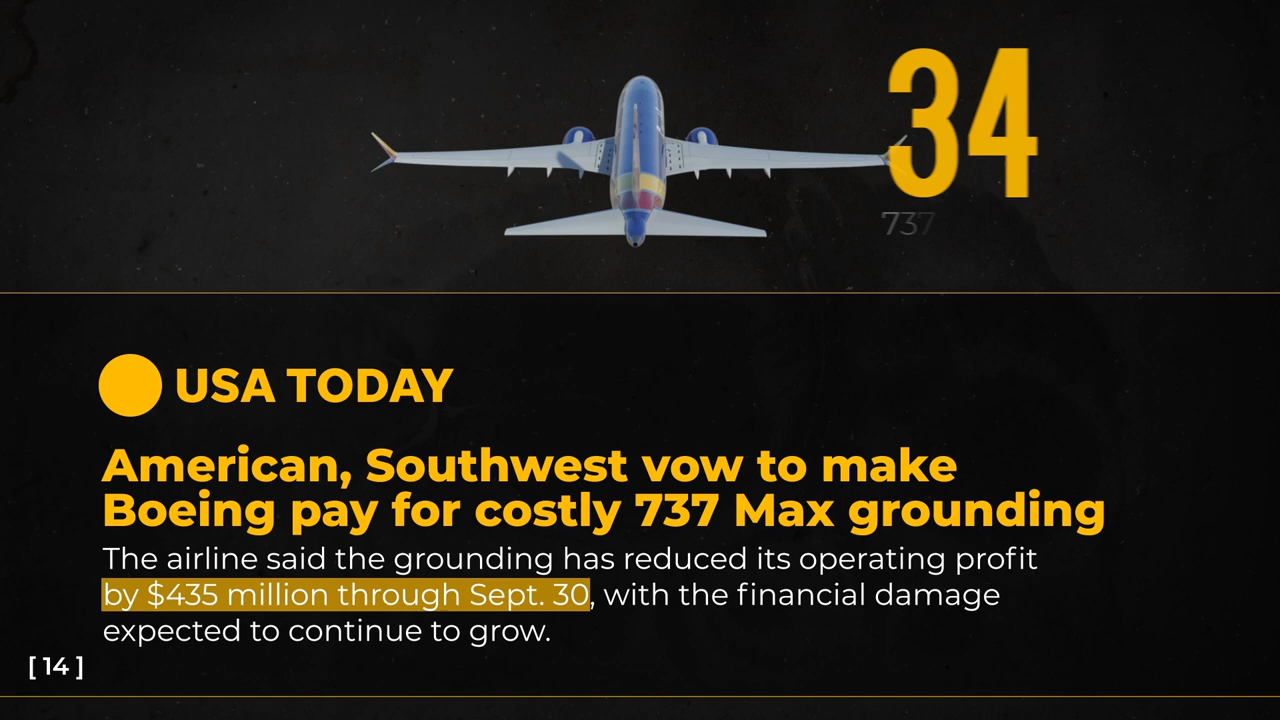 34
737
USA TODAY
American, Southwest vow to make
Boeing pay for costly 737 Max grounding
The airline said the grounding has reduced its operating profit
by $435 million through Sept. 30, with the financial damage
expected to continue to grow.
[ 14 ]